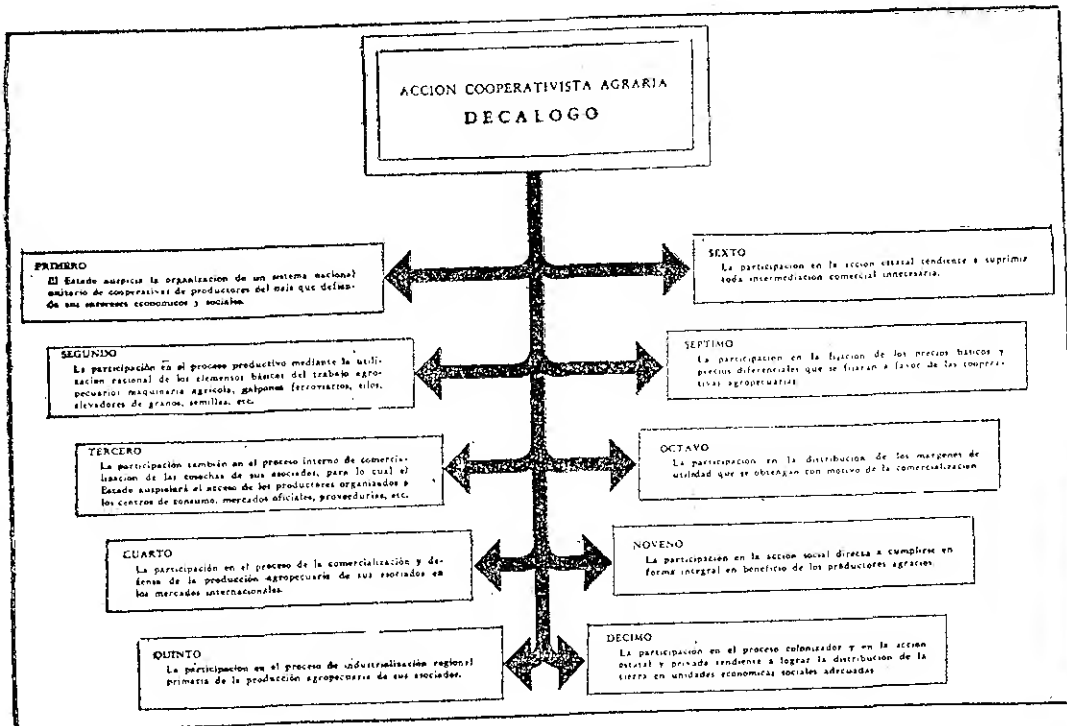 ACCION COOPERATIVISTA AGRARIA
DECALOGO
PRIMERO
El Estado auspicia la organización de un sistema nacional
unitario de cooperativas de productores del país que defien-
da sus intereses económicos y sociales.
SEGUNDO
La participación en el proceso productivo mediante la utili-
zación racional de los elementos básicos del trabajo agro-
pecuario: maquinaria agrícola, galpones ferroviarios, silos,
elevadores de granos, semillas, etc.
TERCERO
La participación también en el proceso interno de comercia-
lización de las cosechas de sus asociados, para lo cual el
Estado auspiciará el acceso de los productores organizados a
los centros de consumo, mercados oficiales, proveedurías, etc.
CUARTO
La participación en el proceso de la comercialización y de-
fensa de la producción agropecuaria de sus asociados en
los mercados internacionales.
QUINTO
La participación en el proceso de industrialización regional
primaria de la producción agropecuaria de sus asociados.
SEXTO
La participación en la acción estatal tendiente a suprimir
toda intermediación comercial innecesaria.
SEPTIMO
La participación en la fijación de los precios básicos y
precios diferenciales que se fijarán a favor de las coopera-
tivas agropecuarias.
OCTAVO
La participación en la distribución de los margenes de
utilidad que se obtengan con motivo de la comercialización
NOVENO
La participación en la acción social directa a cumplirse en
forma integral en beneficio de los productores agrarios.
DECIMO
La participación en el proceso colonizador y en la acción
estatal y privada tendiente a lograr la distribución de la
tierra en unidades económicas sociales adecuadas